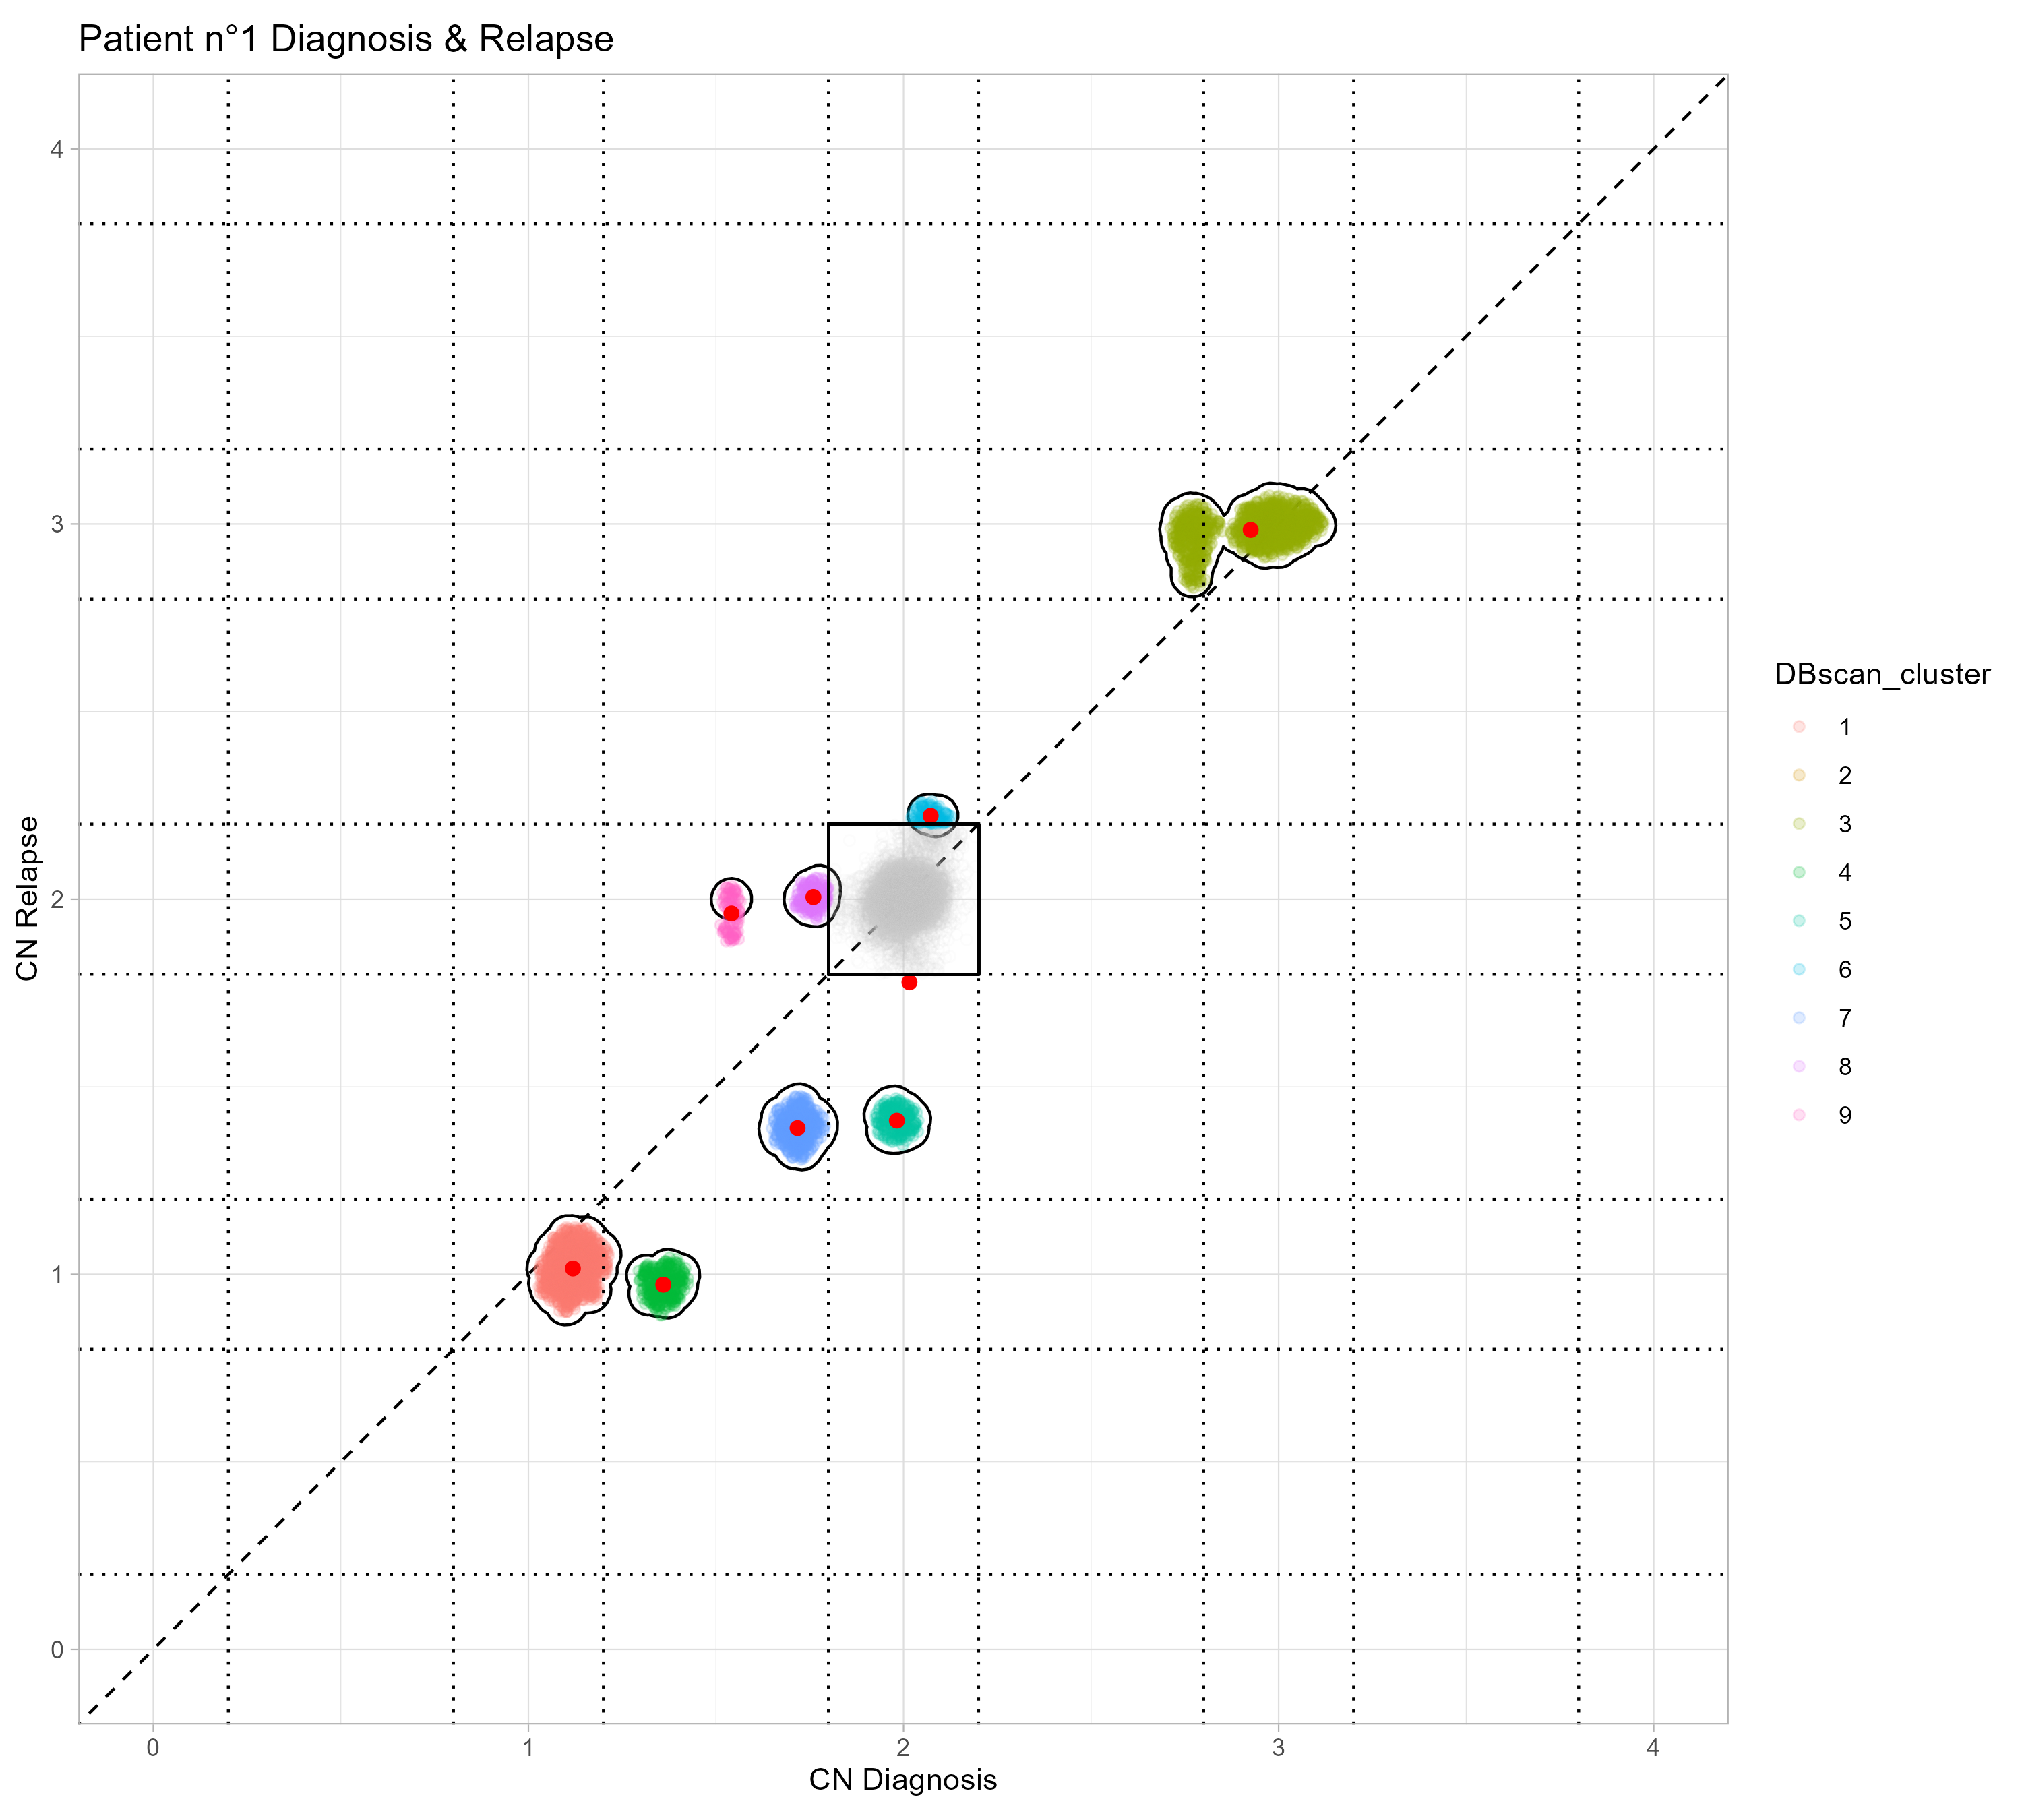 Patient n°1 Diagnosis & Relapse
4
3
2
1
0
CN Relapse
0 1 2 3 4
CN Diagnosis
DBscan_cluster
1
2
3
4
5
6
7
8
9